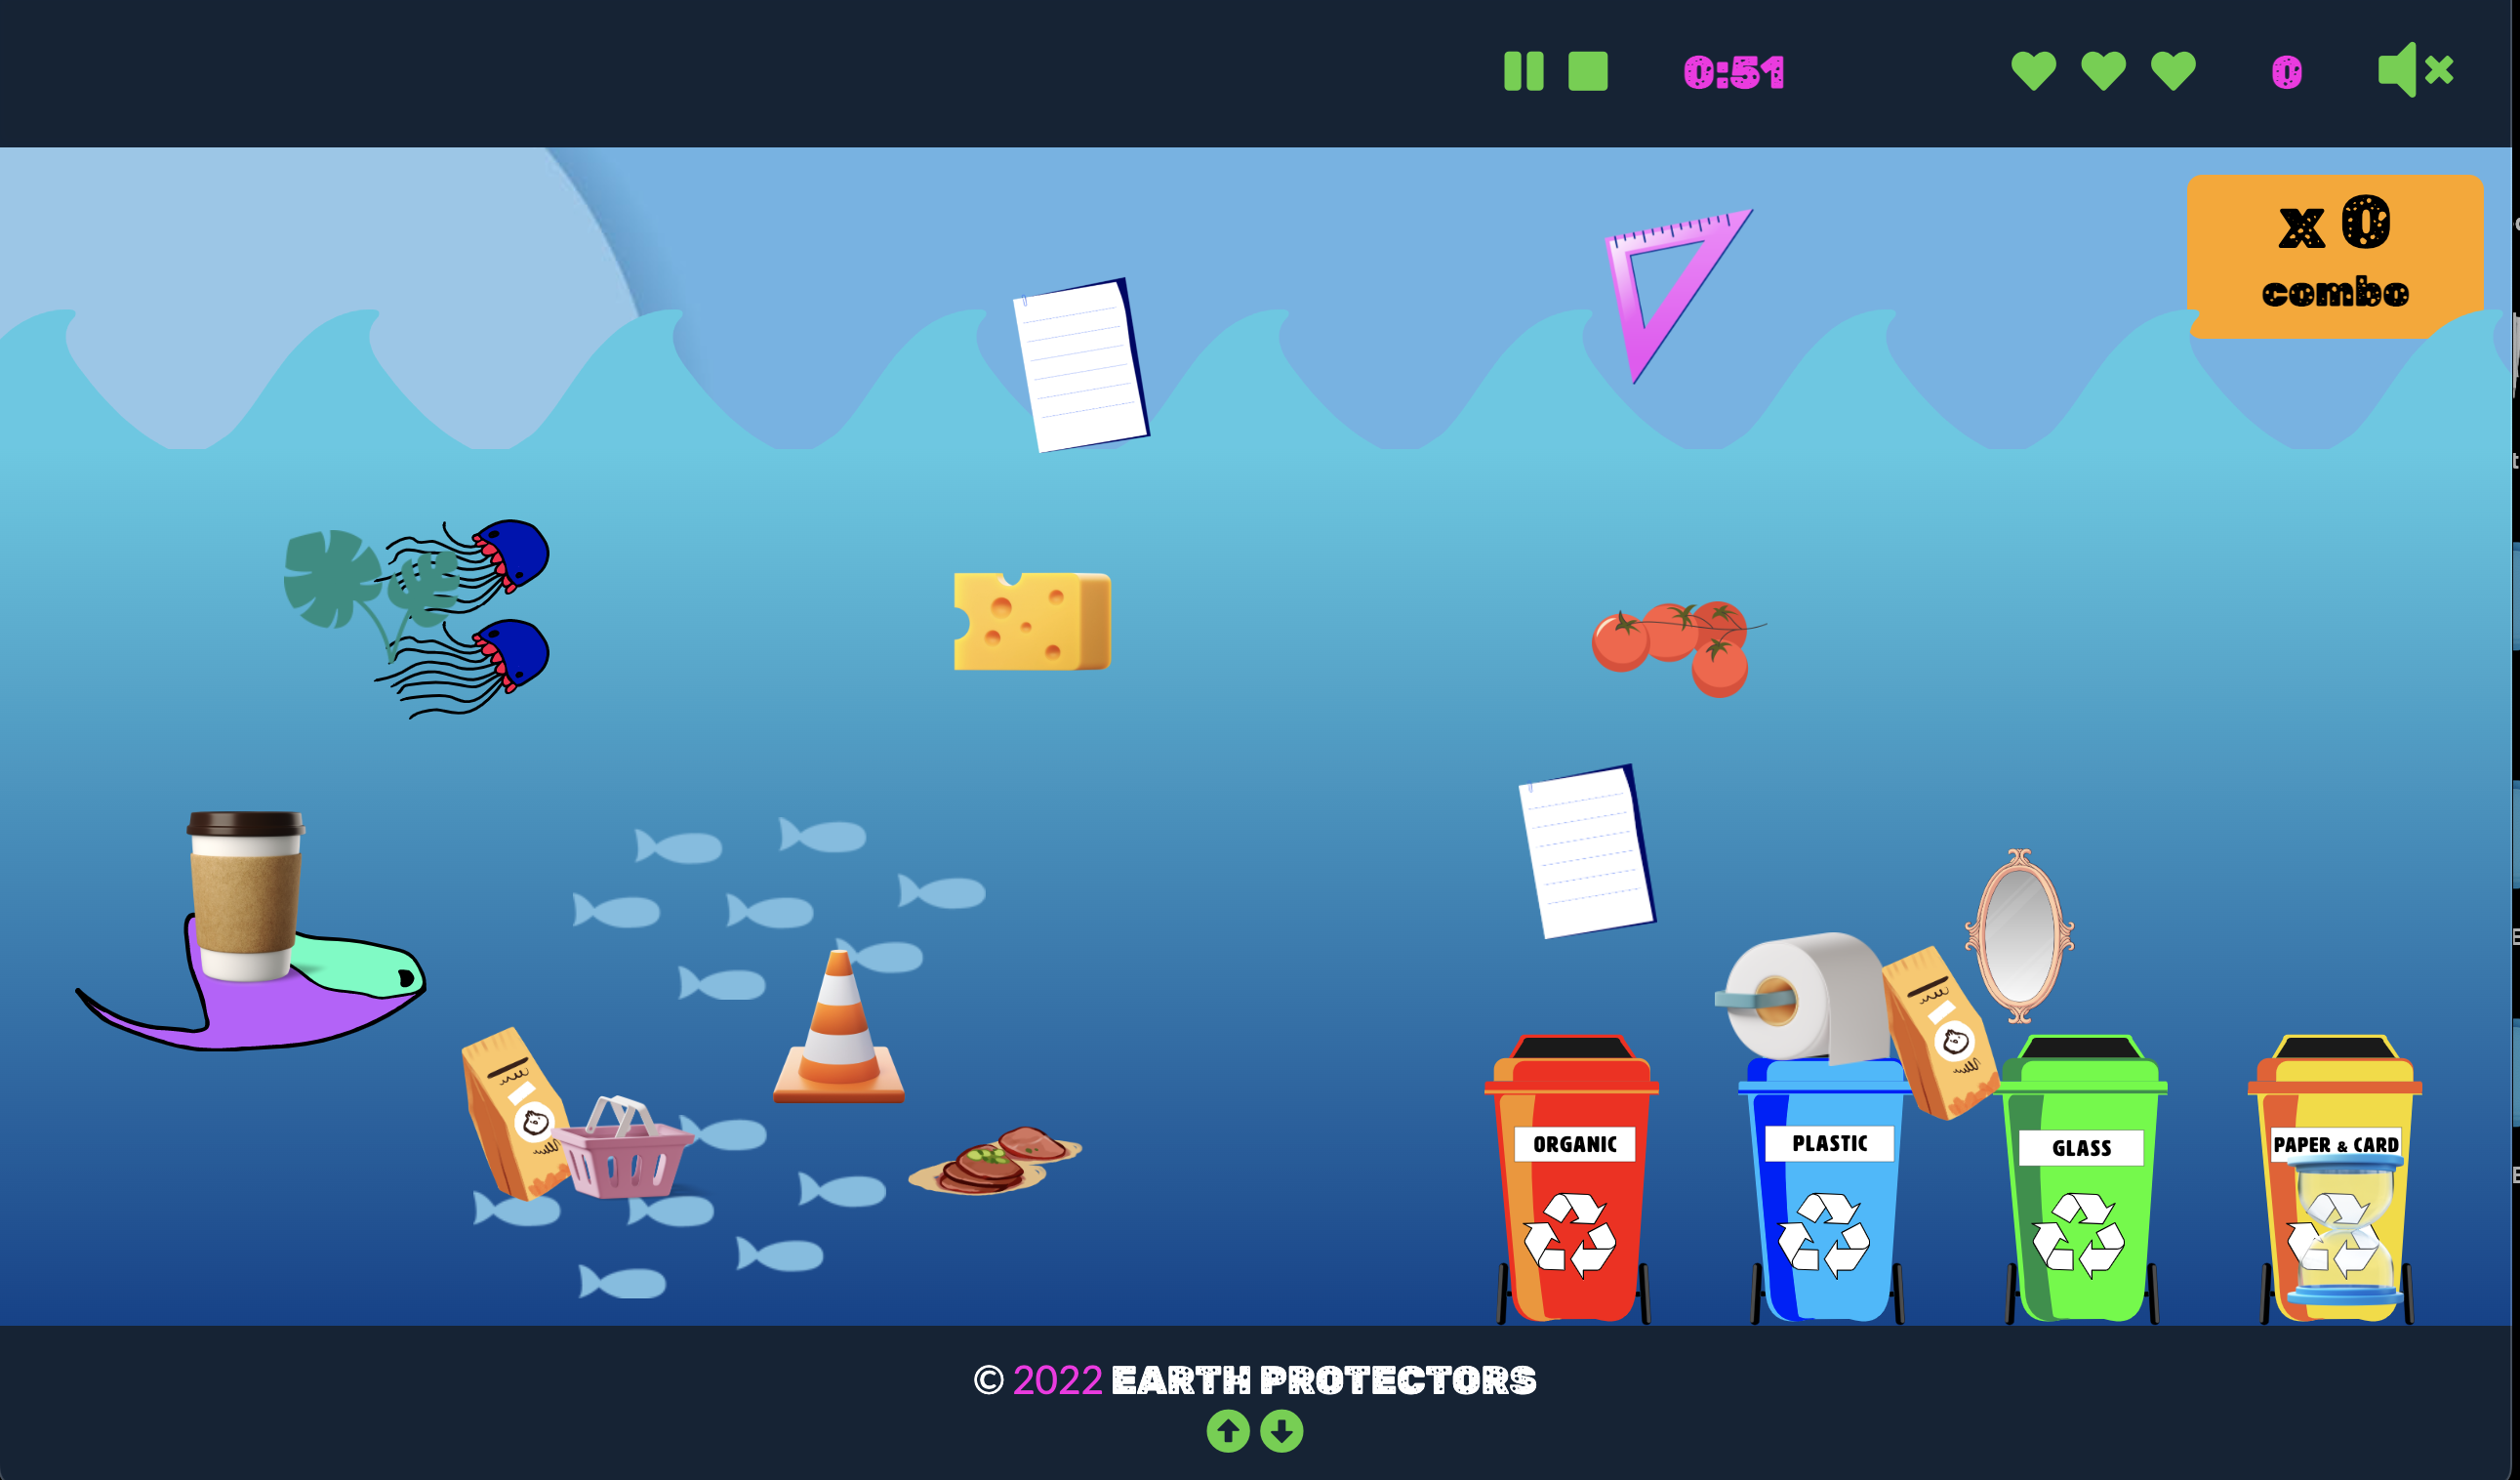 0:51
0
x 0
combo
ORGANIC
PLASTIC
GLASS
PAPER & CARD
© 2022 EARTH PROTECTORS